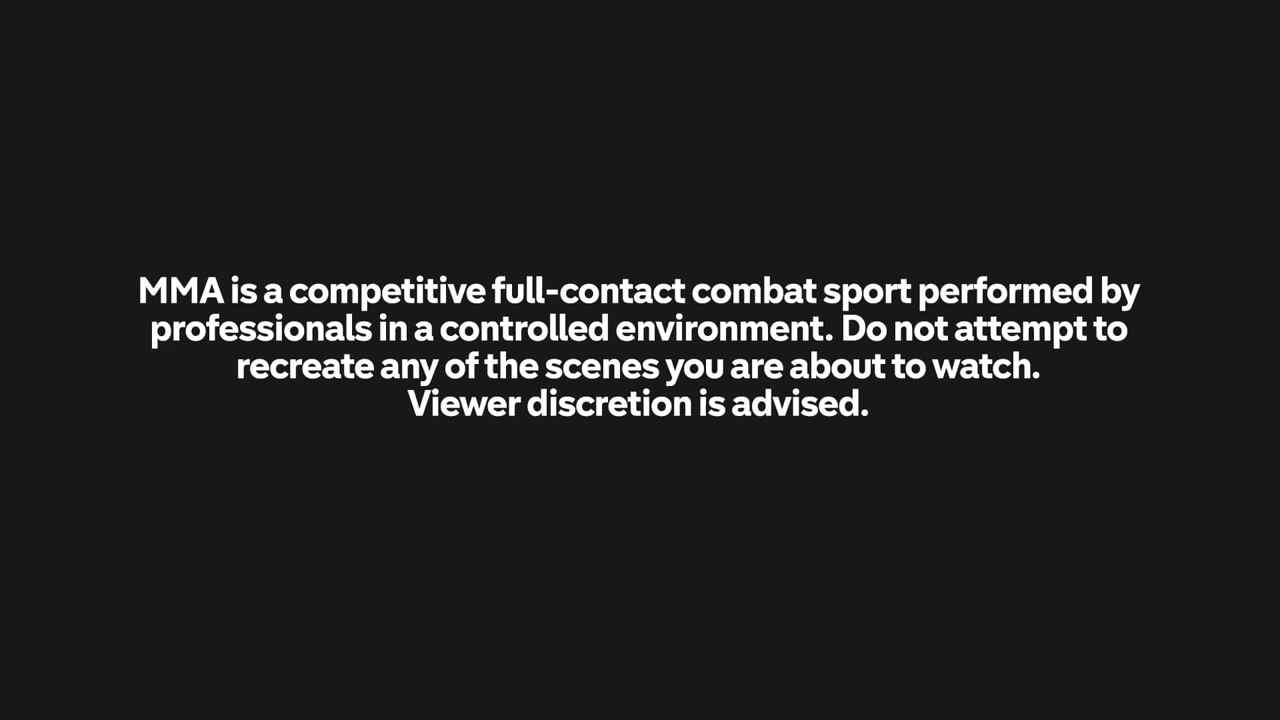 MMA is a competitive full-contact combat sport performed by
professionals in a controlled environment. Do not attempt to
recreate any of the scenes you are about to watch.
Viewer discretion is advised.